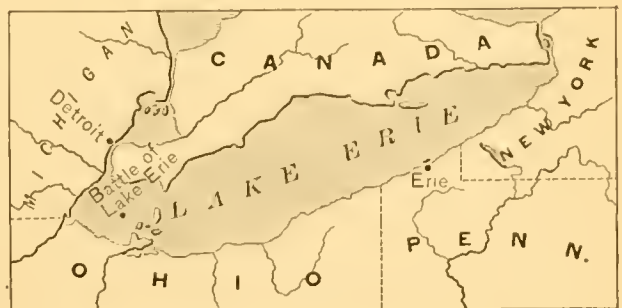 CANADA
MICHIGAN
Detroit
Battle of
Lake Erie
LAKE ERIE
NEW YORK
Erie
PENN.
OHIO